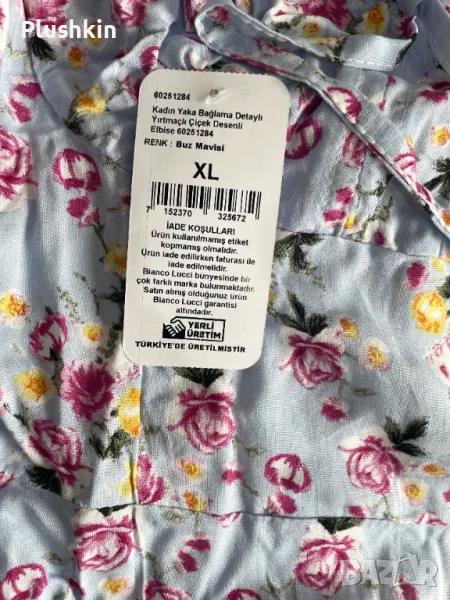 Plushkin
60251284
Kadın Yaka Bağlama Detaylı
Yırtmaçlı Çiçek Desenli
Elbise 60251284
RENK : Buz Mavisi
XL
7 152370 325672
İADE KOŞULLARI
Ürün kullanılmamış etiket
kopmamış olmalıdır.
Ürün iade edilirken faturası ile
iade edilmelidir.
Bianco Lucci bünyesinde bir
çok farklı marka bulunmaktadır.
Satın almış olduğunuz ürün
Bianco Lucci garantisi
altındadır.
YERLİ
ÜRETİM
TÜRKİYE'DE ÜRETİLMİŞTİR
BAZAR